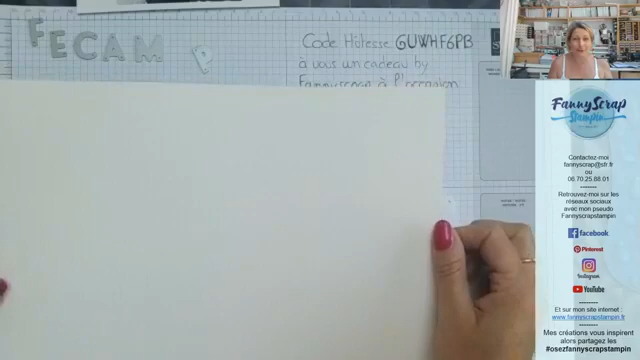 FECAM P
Code Hôtesse GUWHF6PB
à vous un cadeau by
Fannyscrap à l'occasion
FannyScrap
Stampin
Contactez-moi
fannyscrap@sfr.fr
ou
06.70.25.88.01
--------
Retrouvez-moi sur les
réseaux sociaux
avec mon pseudo
Fannyscrapstampin
facebook
Pinterest
Instagram
YouTube
--------
Et sur mon site internet :
www.fannyscrapstampin.fr
--------
Mes créations vous inspirent
alors partagez les
#osezfannyscrapstampin